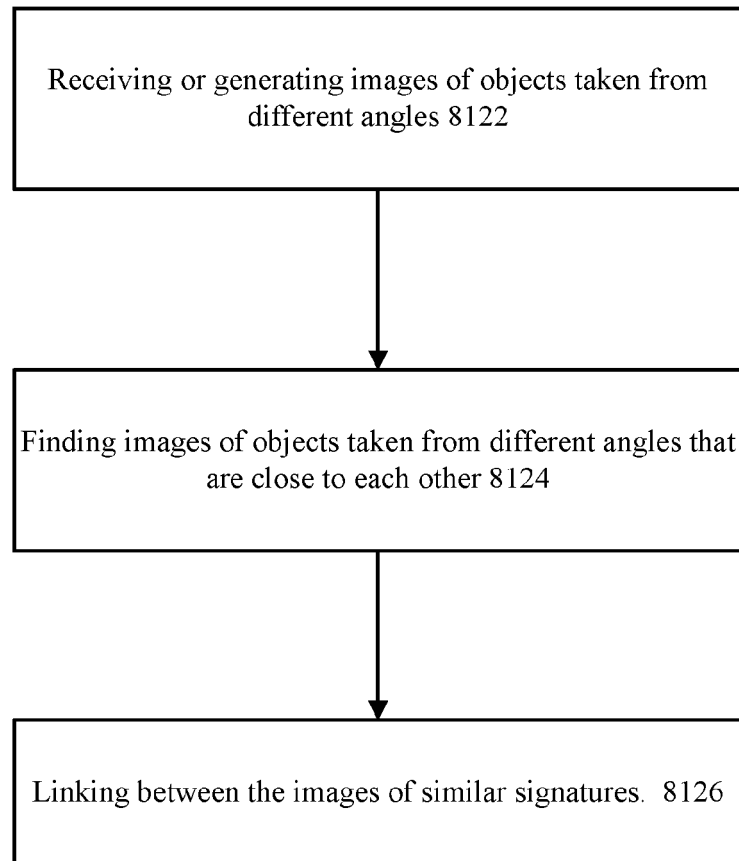 Receiving or generating images of objects taken from
different angles 8122
Finding images of objects taken from different angles that
are close to each other 8124
Linking between the images of similar signatures. 8126